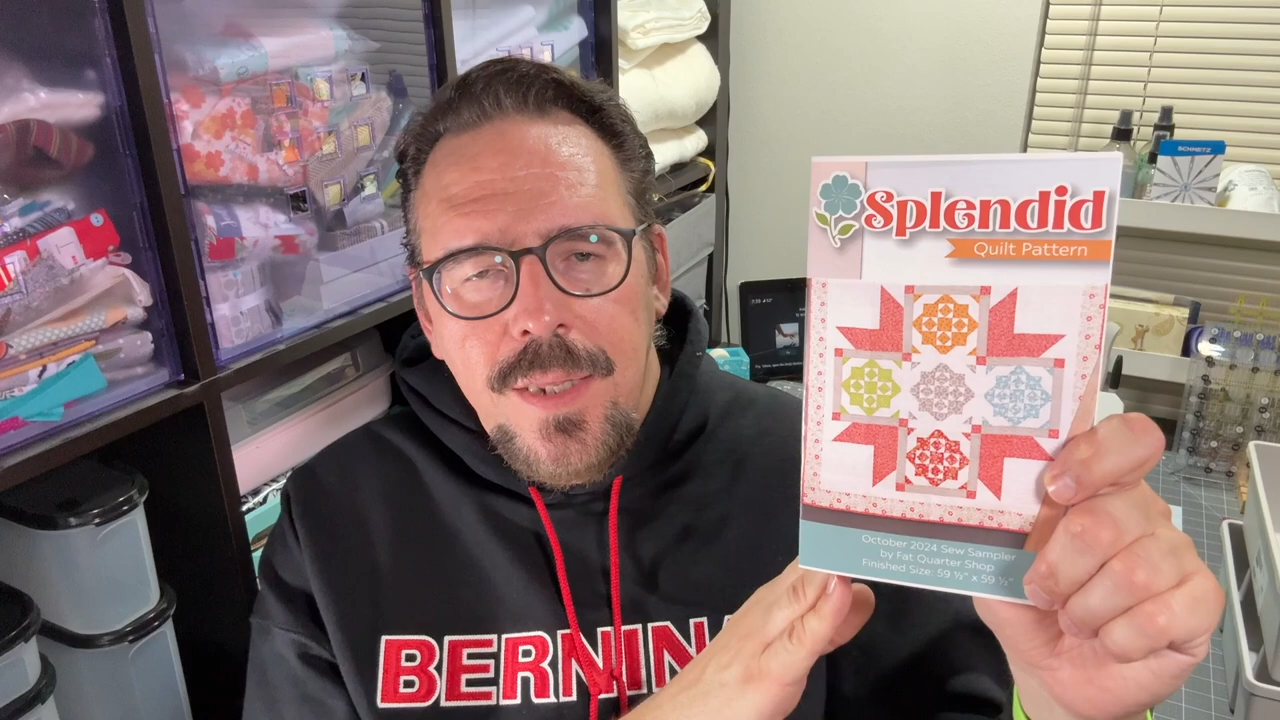 SCHMETZ
Splendid
Quilt Pattern
October 2024 Sew Sampler
by Fat Quarter Shop
Finished Size: 59 ½" x 59 ½"
BERNINA